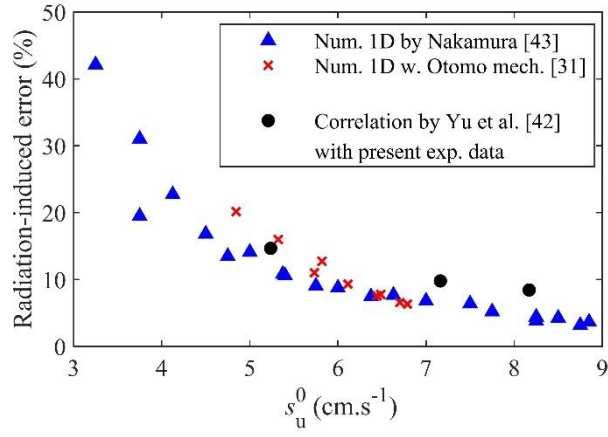 Radiation-induced error (%)
50
40
30
20
10
0
Num. 1D by Nakamura [43]
Num. 1D w. Otomo mech. [31]
Correlation by Yu et al. [42]
with present exp. data
3 4 5 6 7 8 9
s_u^0 (cm.s⁻¹)